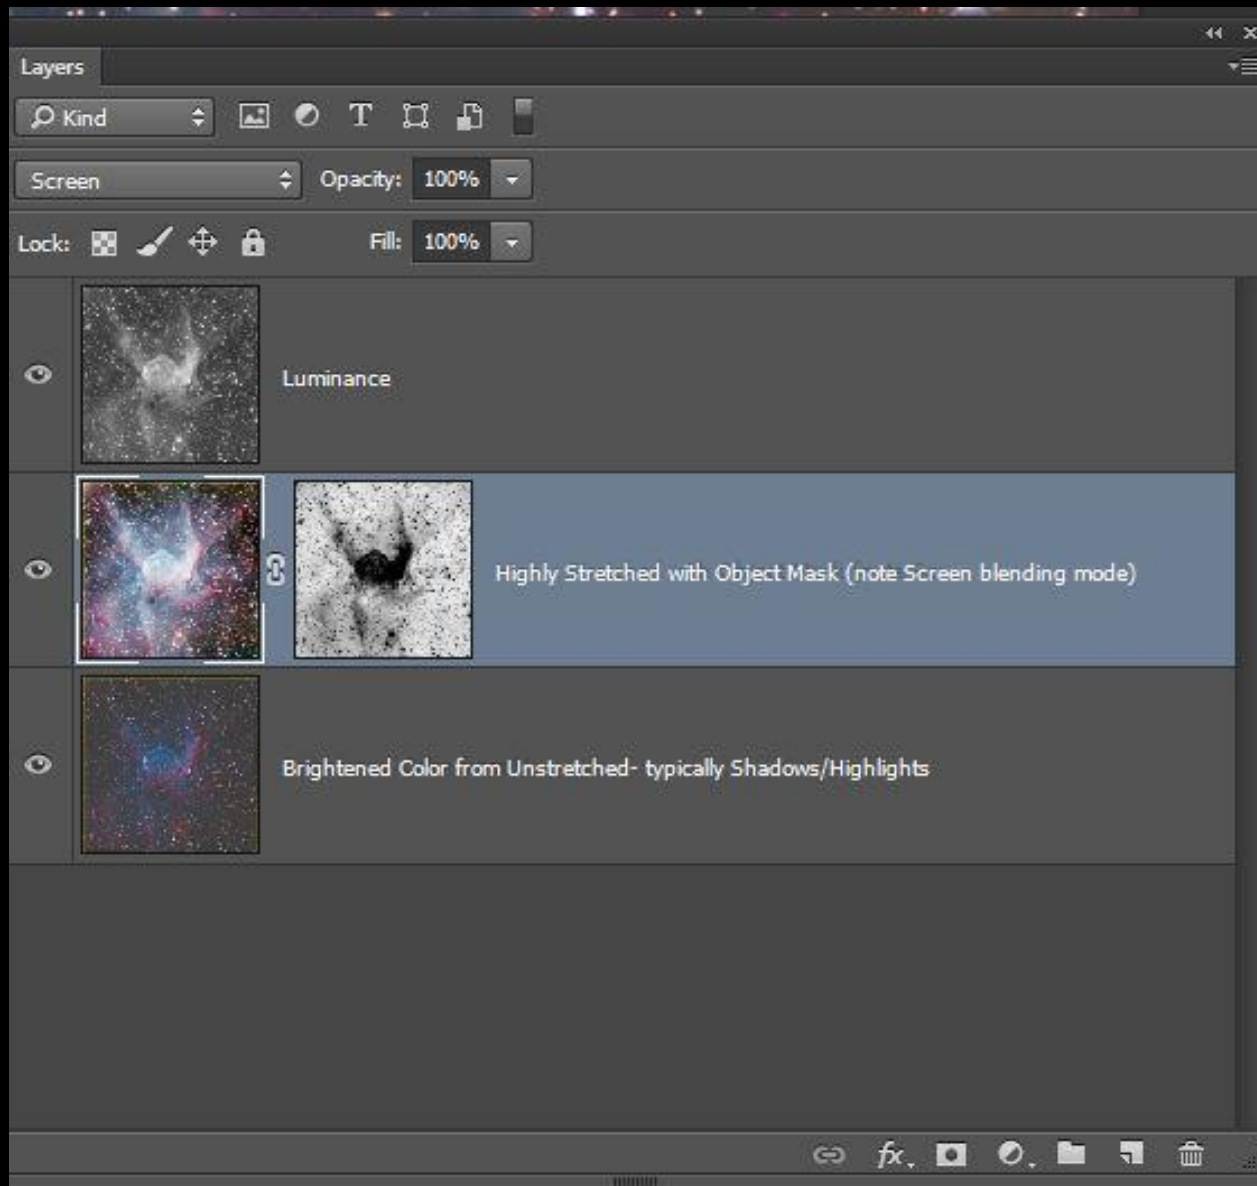 Layers
Kind
Screen Opacity: 100%
Lock: Fill: 100%
Luminance
Highly Stretched with Object Mask (note Screen blending mode)
Brightened Color from Unstretched- typically Shadows/Highlights
fx.